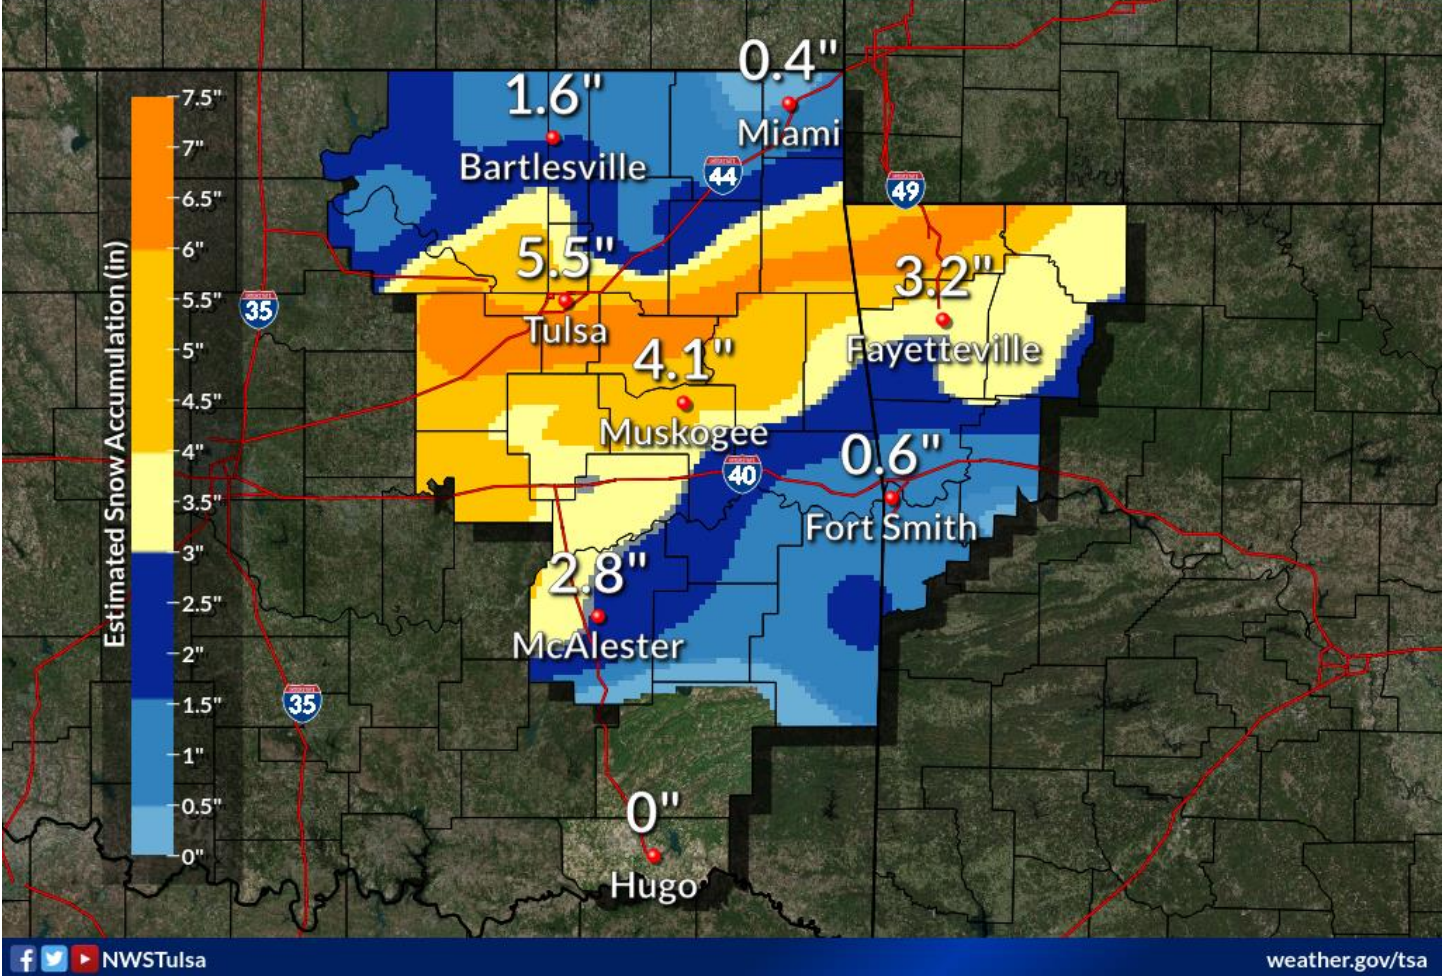 0.4"
Miami
1.6"
Bartlesville
44
49
7.5"
7"
6.5"
6"
5.5"
5"
4.5"
4"
3.5"
3"
2.5"
2"
1.5"
1"
0.5"
0"
Estimated Snow Accumulation (in)
35
5.5"
Tulsa
3.2"
Fayetteville
4.1"
Muskogee
40
0.6"
Fort Smith
2.8"
McAlester
35
0"
Hugo
NWSTulsa
weather.gov/tsa